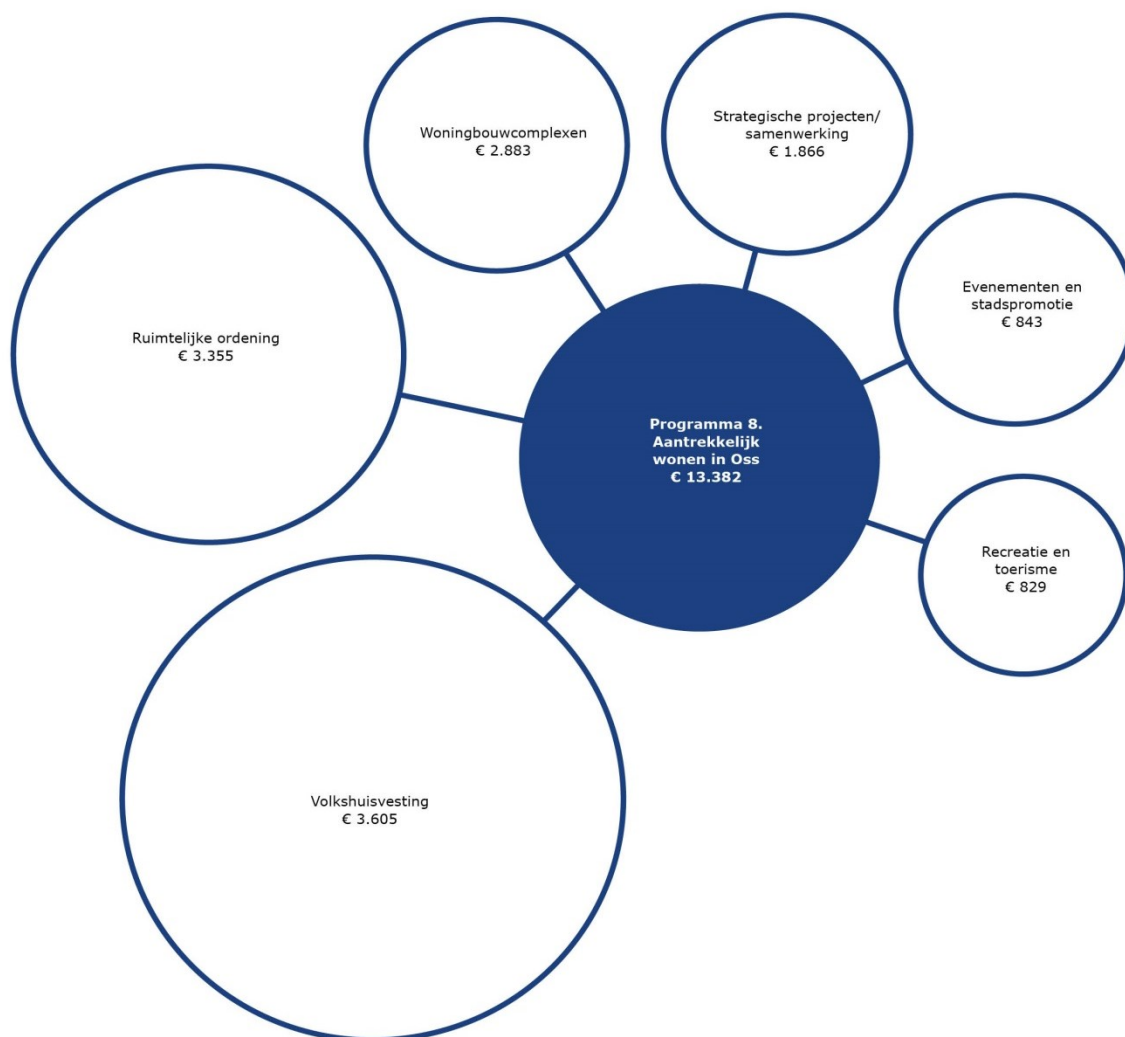 Woningbouwcomplexen
€ 2.883
Strategische projecten/
samenwerking
€ 1.866
Evenementen en
stadspromotie
€ 843
Ruimtelijke ordening
€ 3.355
Programma 8.
Aantrekkelijk
wonen in Oss
€ 13.382
Recreatie en
toerisme
€ 829
Volkshuisvesting
€ 3.605